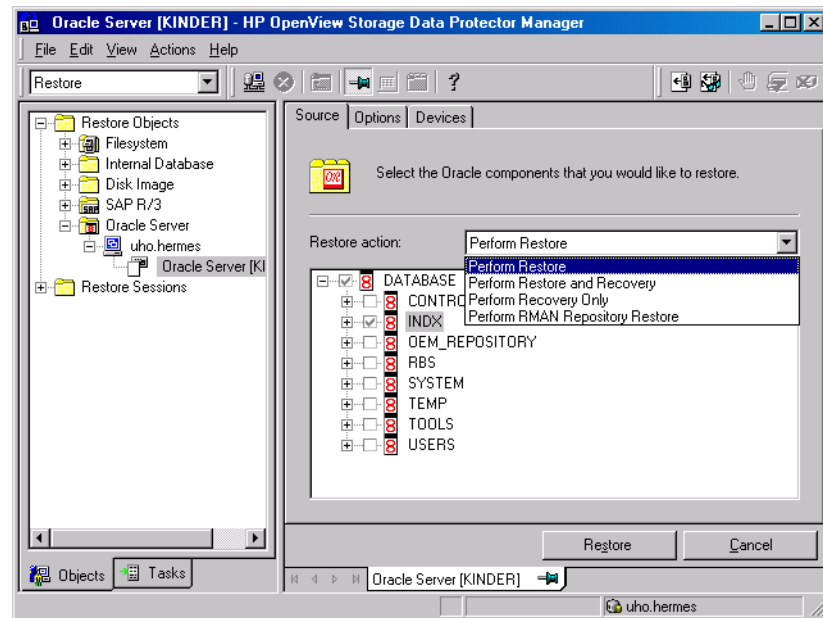 Oracle Server [KINDER] - HP OpenView Storage Data Protector Manager
File Edit View Actions Help
Restore
?
Restore Objects
Filesystem
Internal Database
Disk Image
SAP R/3
Oracle Server
uho.hermes
Oracle Server [KI
Restore Sessions
Objects Tasks
Source Options Devices
Select the Oracle components that you would like to restore.
Restore action: Perform Restore
Perform Restore
Perform Restore and Recovery
Perform Recovery Only
Perform RMAN Repository Restore
DATABASE
CONTRO
INDX
OEM_REPOSITORY
RBS
SYSTEM
TEMP
TOOLS
USERS
Restore Cancel
Oracle Server [KINDER]
uho.hermes